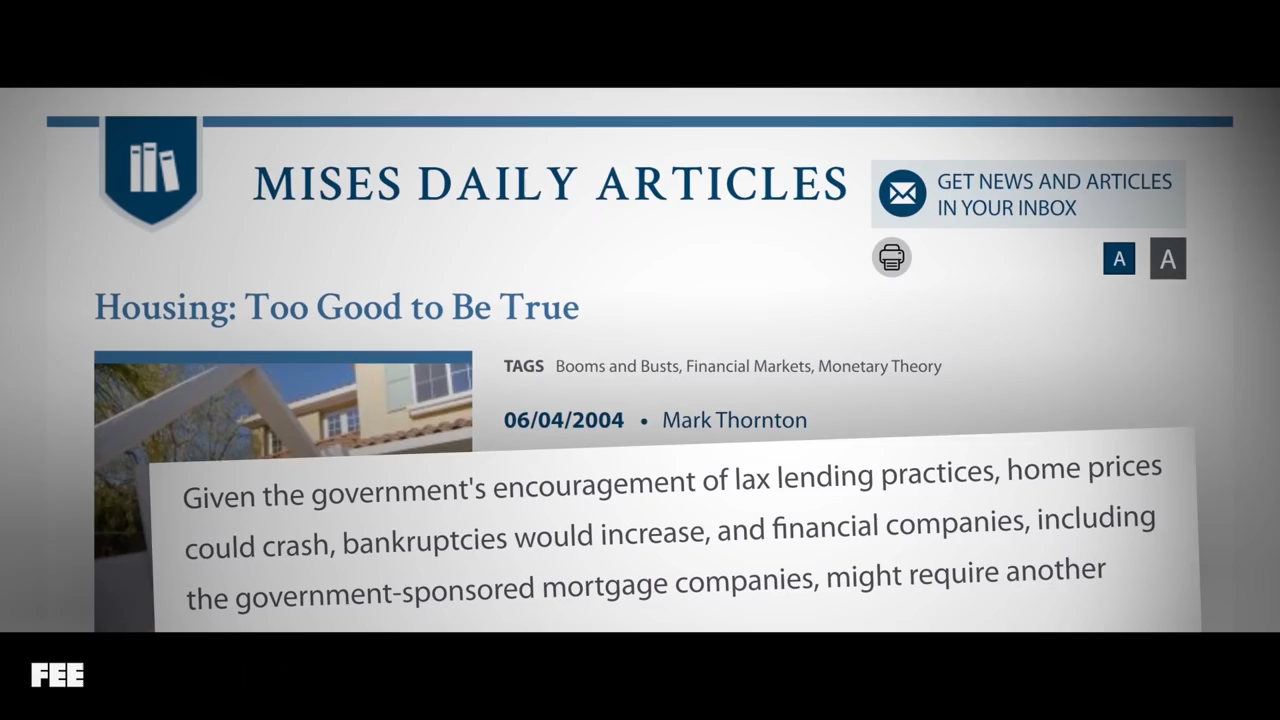 MISES DAILY ARTICLES
GET NEWS AND ARTICLES
IN YOUR INBOX
A A
Housing: Too Good to Be True
TAGS Booms and Busts, Financial Markets, Monetary Theory
06/04/2004 • Mark Thornton
Given the government's encouragement of lax lending practices, home prices
could crash, bankruptcies would increase, and financial companies, including
the government-sponsored mortgage companies, might require another
FEE